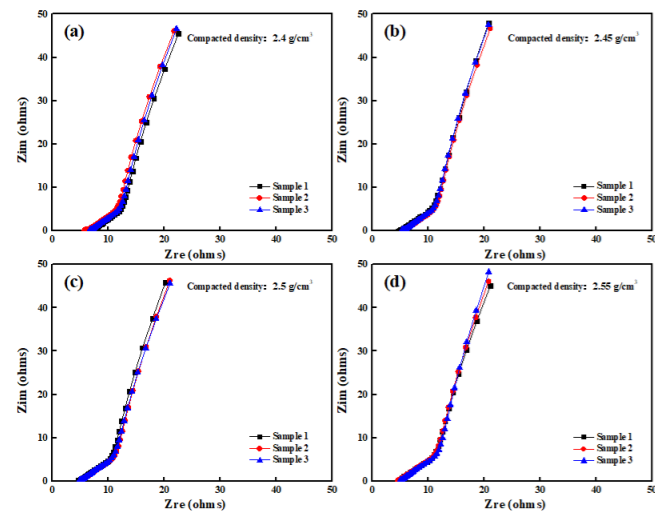 (a)
Compacted density: 2.4 g/cm³
50
40
30
20
10
0
Zim (ohms)
Sample 1
Sample 2
Sample 3
0 10 20 30 40 50
Zre (ohms)
(b)
Compacted density: 2.45 g/cm³
50
40
30
20
10
0
Zim (ohms)
Sample 1
Sample 2
Sample 3
0 10 20 30 40 50
Zre (ohms)
(c)
Compacted density: 2.5 g/cm³
50
40
30
20
10
0
Zim (ohms)
Sample 1
Sample 2
Sample 3
0 10 20 30 40 50
Zre (ohms)
(d)
Compacted density: 2.55 g/cm³
50
40
30
20
10
0
Zim (ohms)
Sample 1
Sample 2
Sample 3
0 10 20 30 40 50
Zre (ohms)